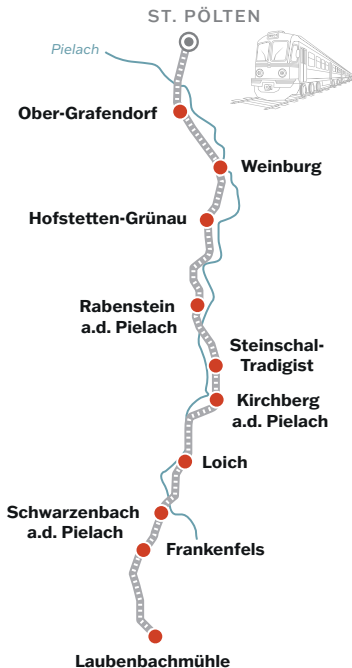 ST. PÖLTEN
Pielach
Ober-Grafendorf
Weinburg
Hofstetten-Grünau
Rabenstein
a.d. Pielach
Steinschal-
Tradigist
Kirchberg
a.d. Pielach
Loich
Schwarzenbach
a.d. Pielach
Frankenfels
Laubenbachmühle